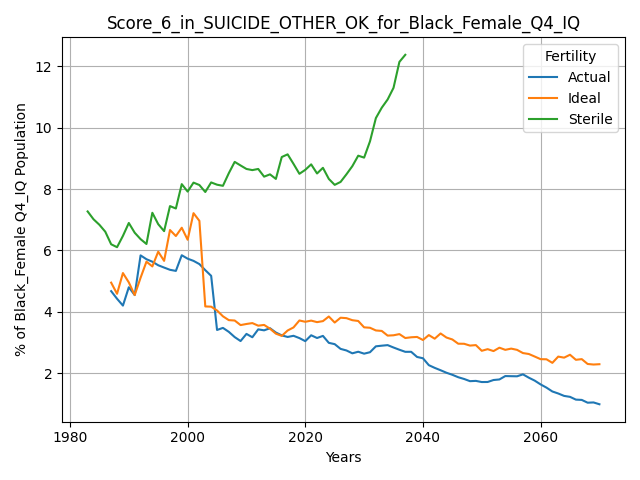 Score_6_in_SUICIDE_OTHER_OK_for_Black_Female_Q4_IQ
% of Black_Female Q4_IQ Population
12
10
8
6
4
2
1980
2000
2020
2040
2060
Years
Fertility
Actual
Ideal
Sterile